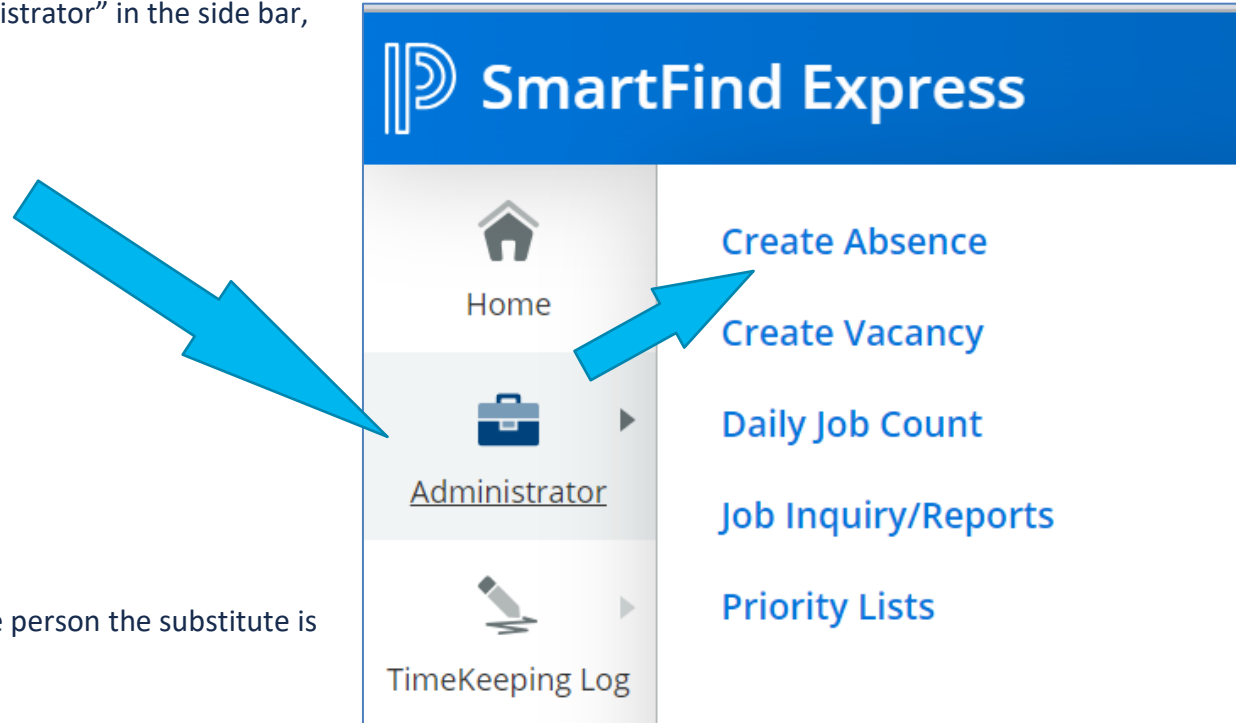 istrator” in the side bar,
SmartFind Express
Home
Administrator
TimeKeeping Log
Create Absence
Create Vacancy
Daily Job Count
Job Inquiry/Reports
Priority Lists
e person the substitute is